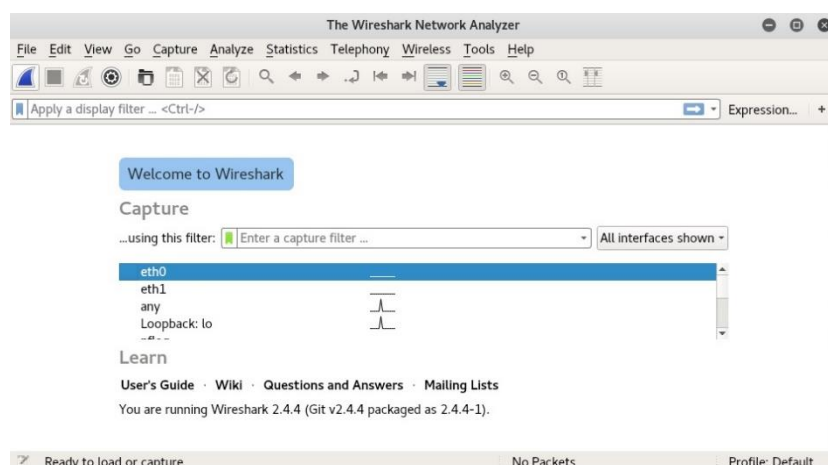 The Wireshark Network Analyzer
File Edit View Go Capture Analyze Statistics Telephony Wireless Tools Help
Apply a display filter ... <Ctrl-/> Expression... +
Welcome to Wireshark
Capture
...using this filter: Enter a capture filter ... All interfaces shown
eth0
eth1
any
Loopback: lo
Learn
User's Guide · Wiki · Questions and Answers · Mailing Lists
You are running Wireshark 2.4.4 (Git v2.4.4 packaged as 2.4.4-1).
Ready to load or capture No Packets Profile: Default